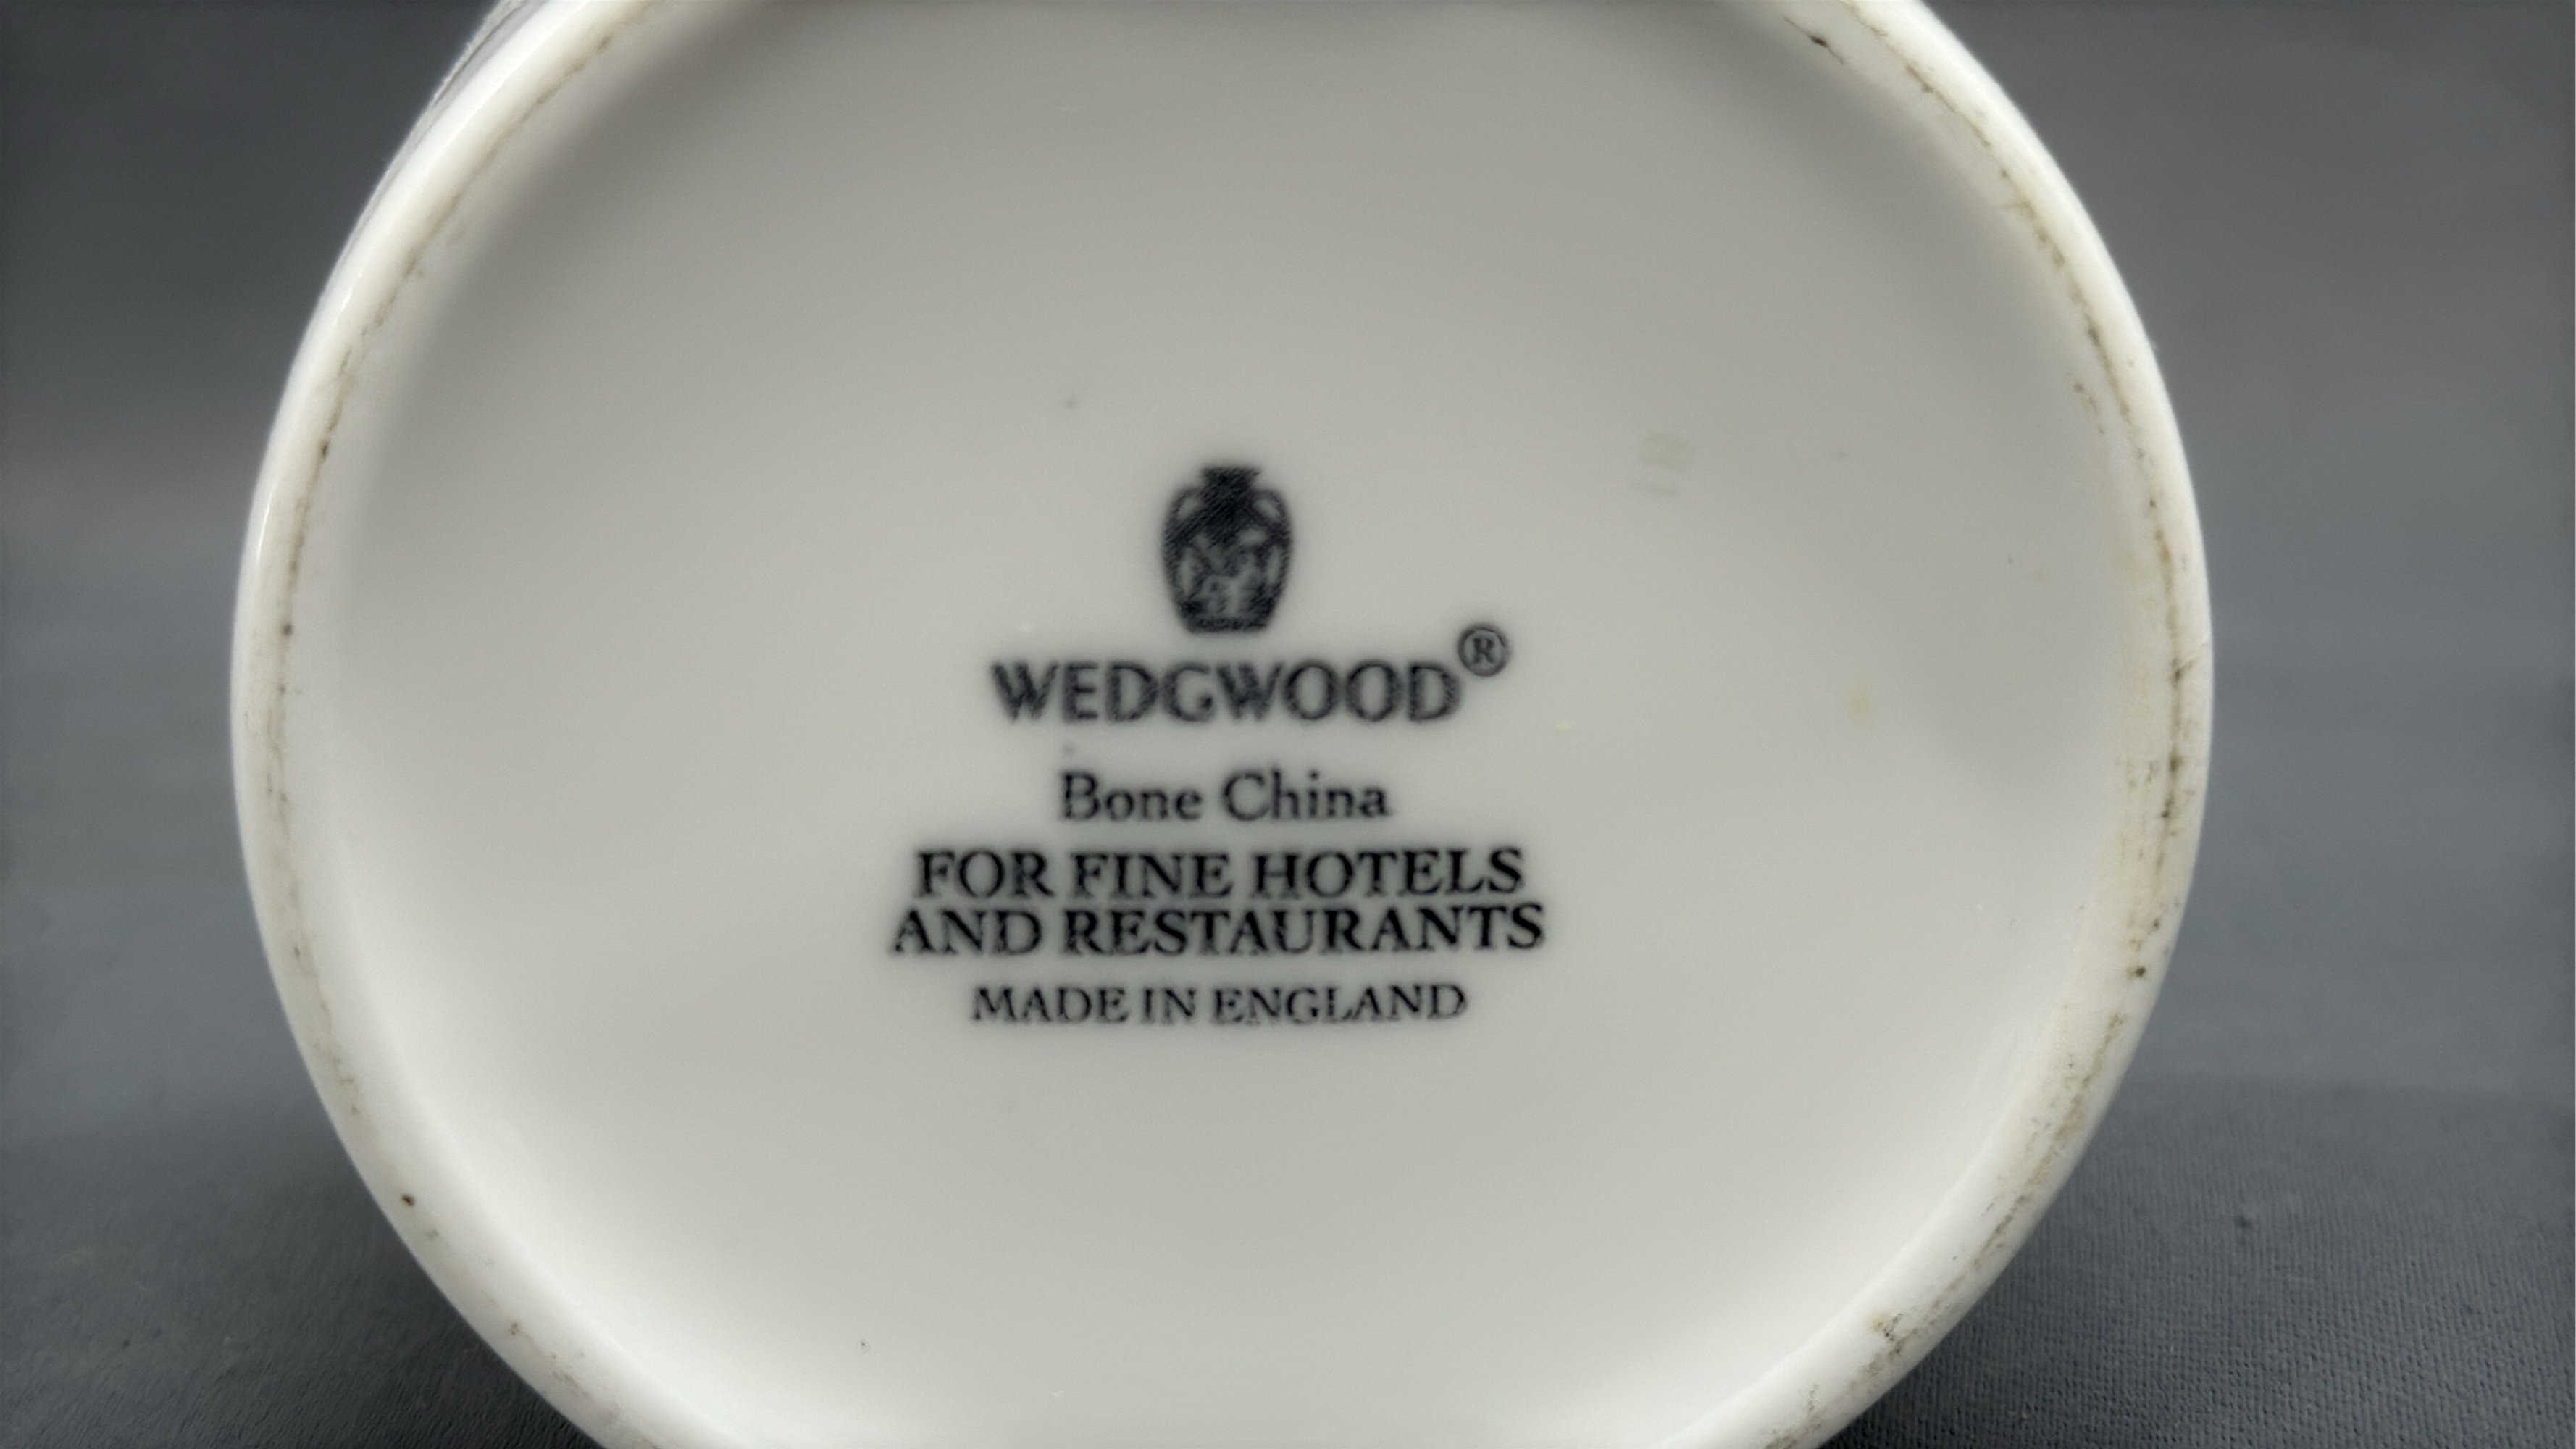 WEDGWOOD®
Bone China
FOR FINE HOTELS
AND RESTAURANTS
MADE IN ENGLAND